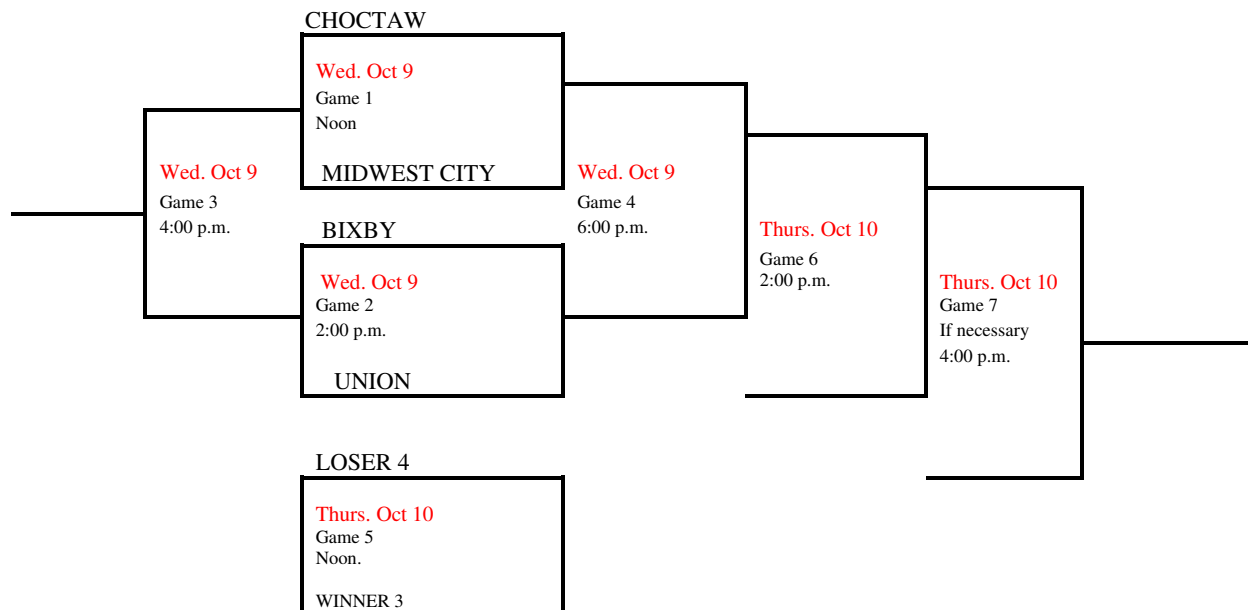 CHOCTAW
Wed. Oct 9
Game 1
Noon
MIDWEST CITY
Wed. Oct 9
Game 3
4:00 p.m.
Wed. Oct 9
Game 4
6:00 p.m.
BIXBY
Wed. Oct 9
Game 2
2:00 p.m.
UNION
Thurs. Oct 10
Game 6
2:00 p.m.
Thurs. Oct 10
Game 7
If necessary
4:00 p.m.
LOSER 4
Thurs. Oct 10
Game 5
Noon.
WINNER 3